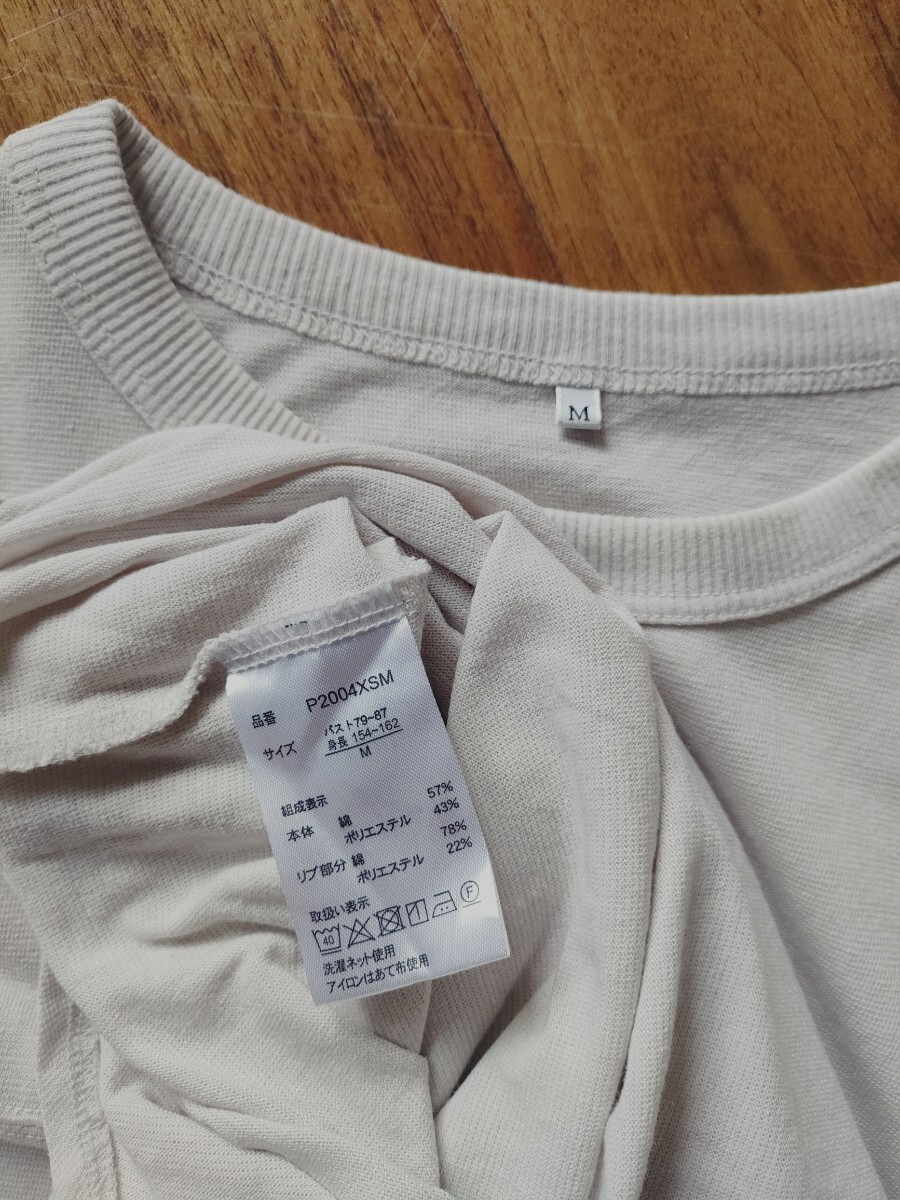 M
品番 P2004XSM
サイズ バスト79-87
身長 154-162
M
組成表示
本体 綿 57%
ポリエステル 43%
リブ部分 綿 78%
ポリエステル 22%
取扱い表示
40 F
洗濯ネット使用
アイロンはあて布使用